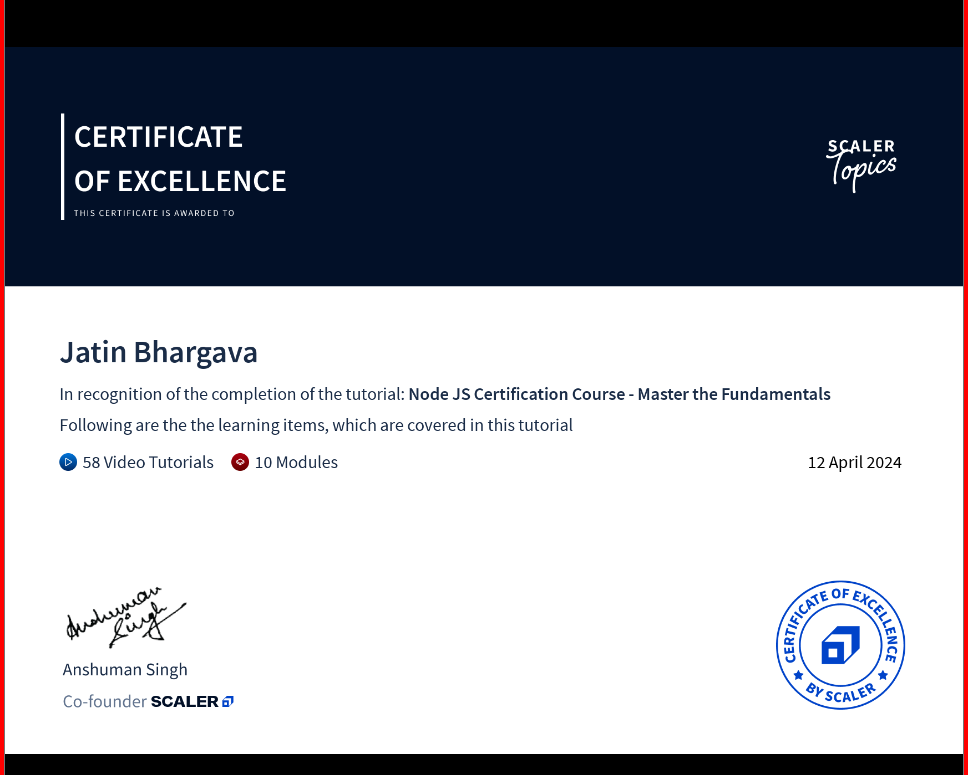 CERTIFICATE
OF EXCELLENCE
THIS CERTIFICATE IS AWARDED TO
SCALER
Topics
Jatin Bhargava
In recognition of the completion of the tutorial: Node JS Certification Course - Master the Fundamentals
Following are the the learning items, which are covered in this tutorial
58 Video Tutorials 10 Modules 12 April 2024
Anshuman
Singh
Anshuman Singh
Co-founder SCALER
CERTIFICATE OF EXCELLENCE
BY SCALER